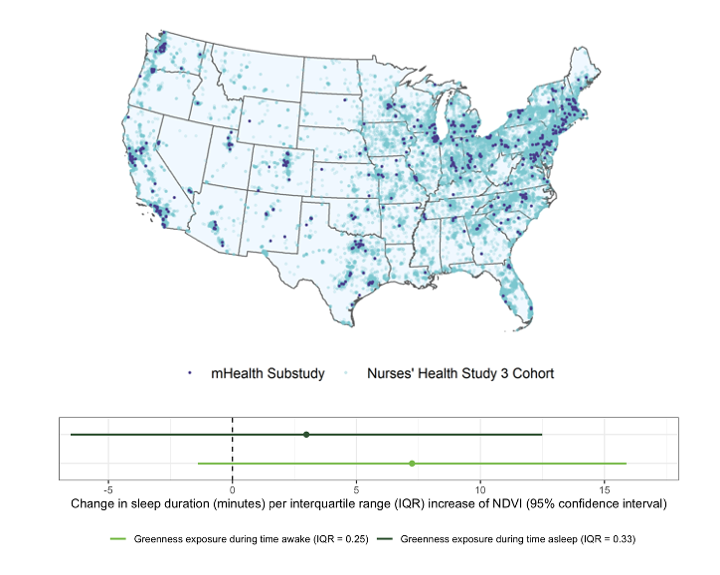 mHealth Substudy Nurses' Health Study 3 Cohort
-5 0 5 10 15
Change in sleep duration (minutes) per interquartile range (IQR) increase of NDVI (95% confidence interval)
Greenness exposure during time awake (IQR = 0.25) Greenness exposure during time asleep (IQR = 0.33)